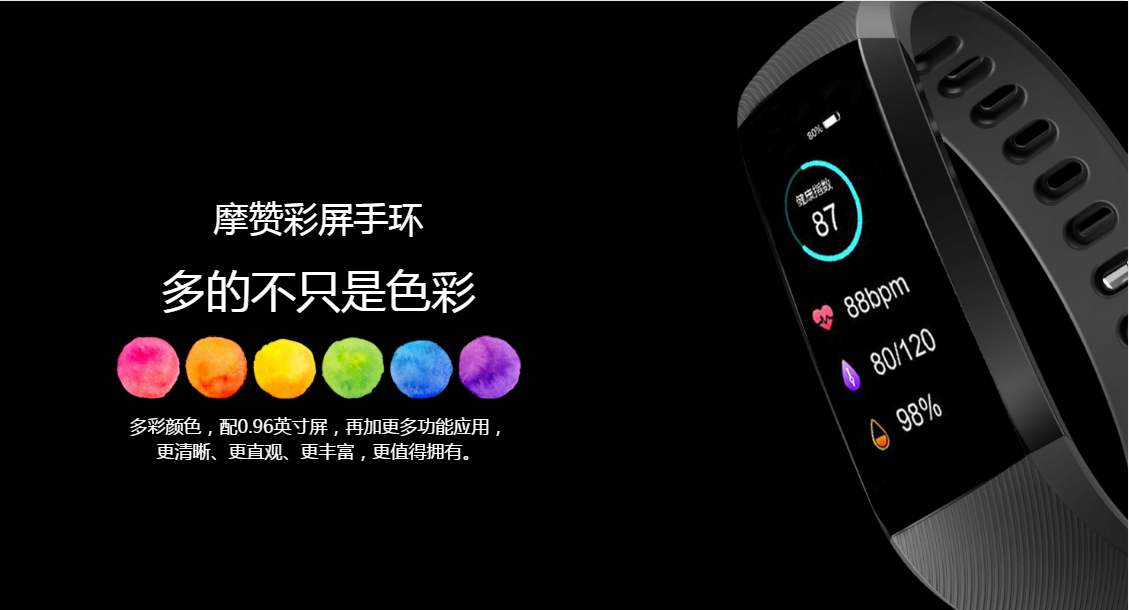 摩赞彩屏手环
多的不只是色彩
多彩颜色，配0.96英寸屏，再加更多功能应用，
更清晰、更直观、更丰富，更值得拥有。
80%
健康指数
87
88bpm
80/120
98%